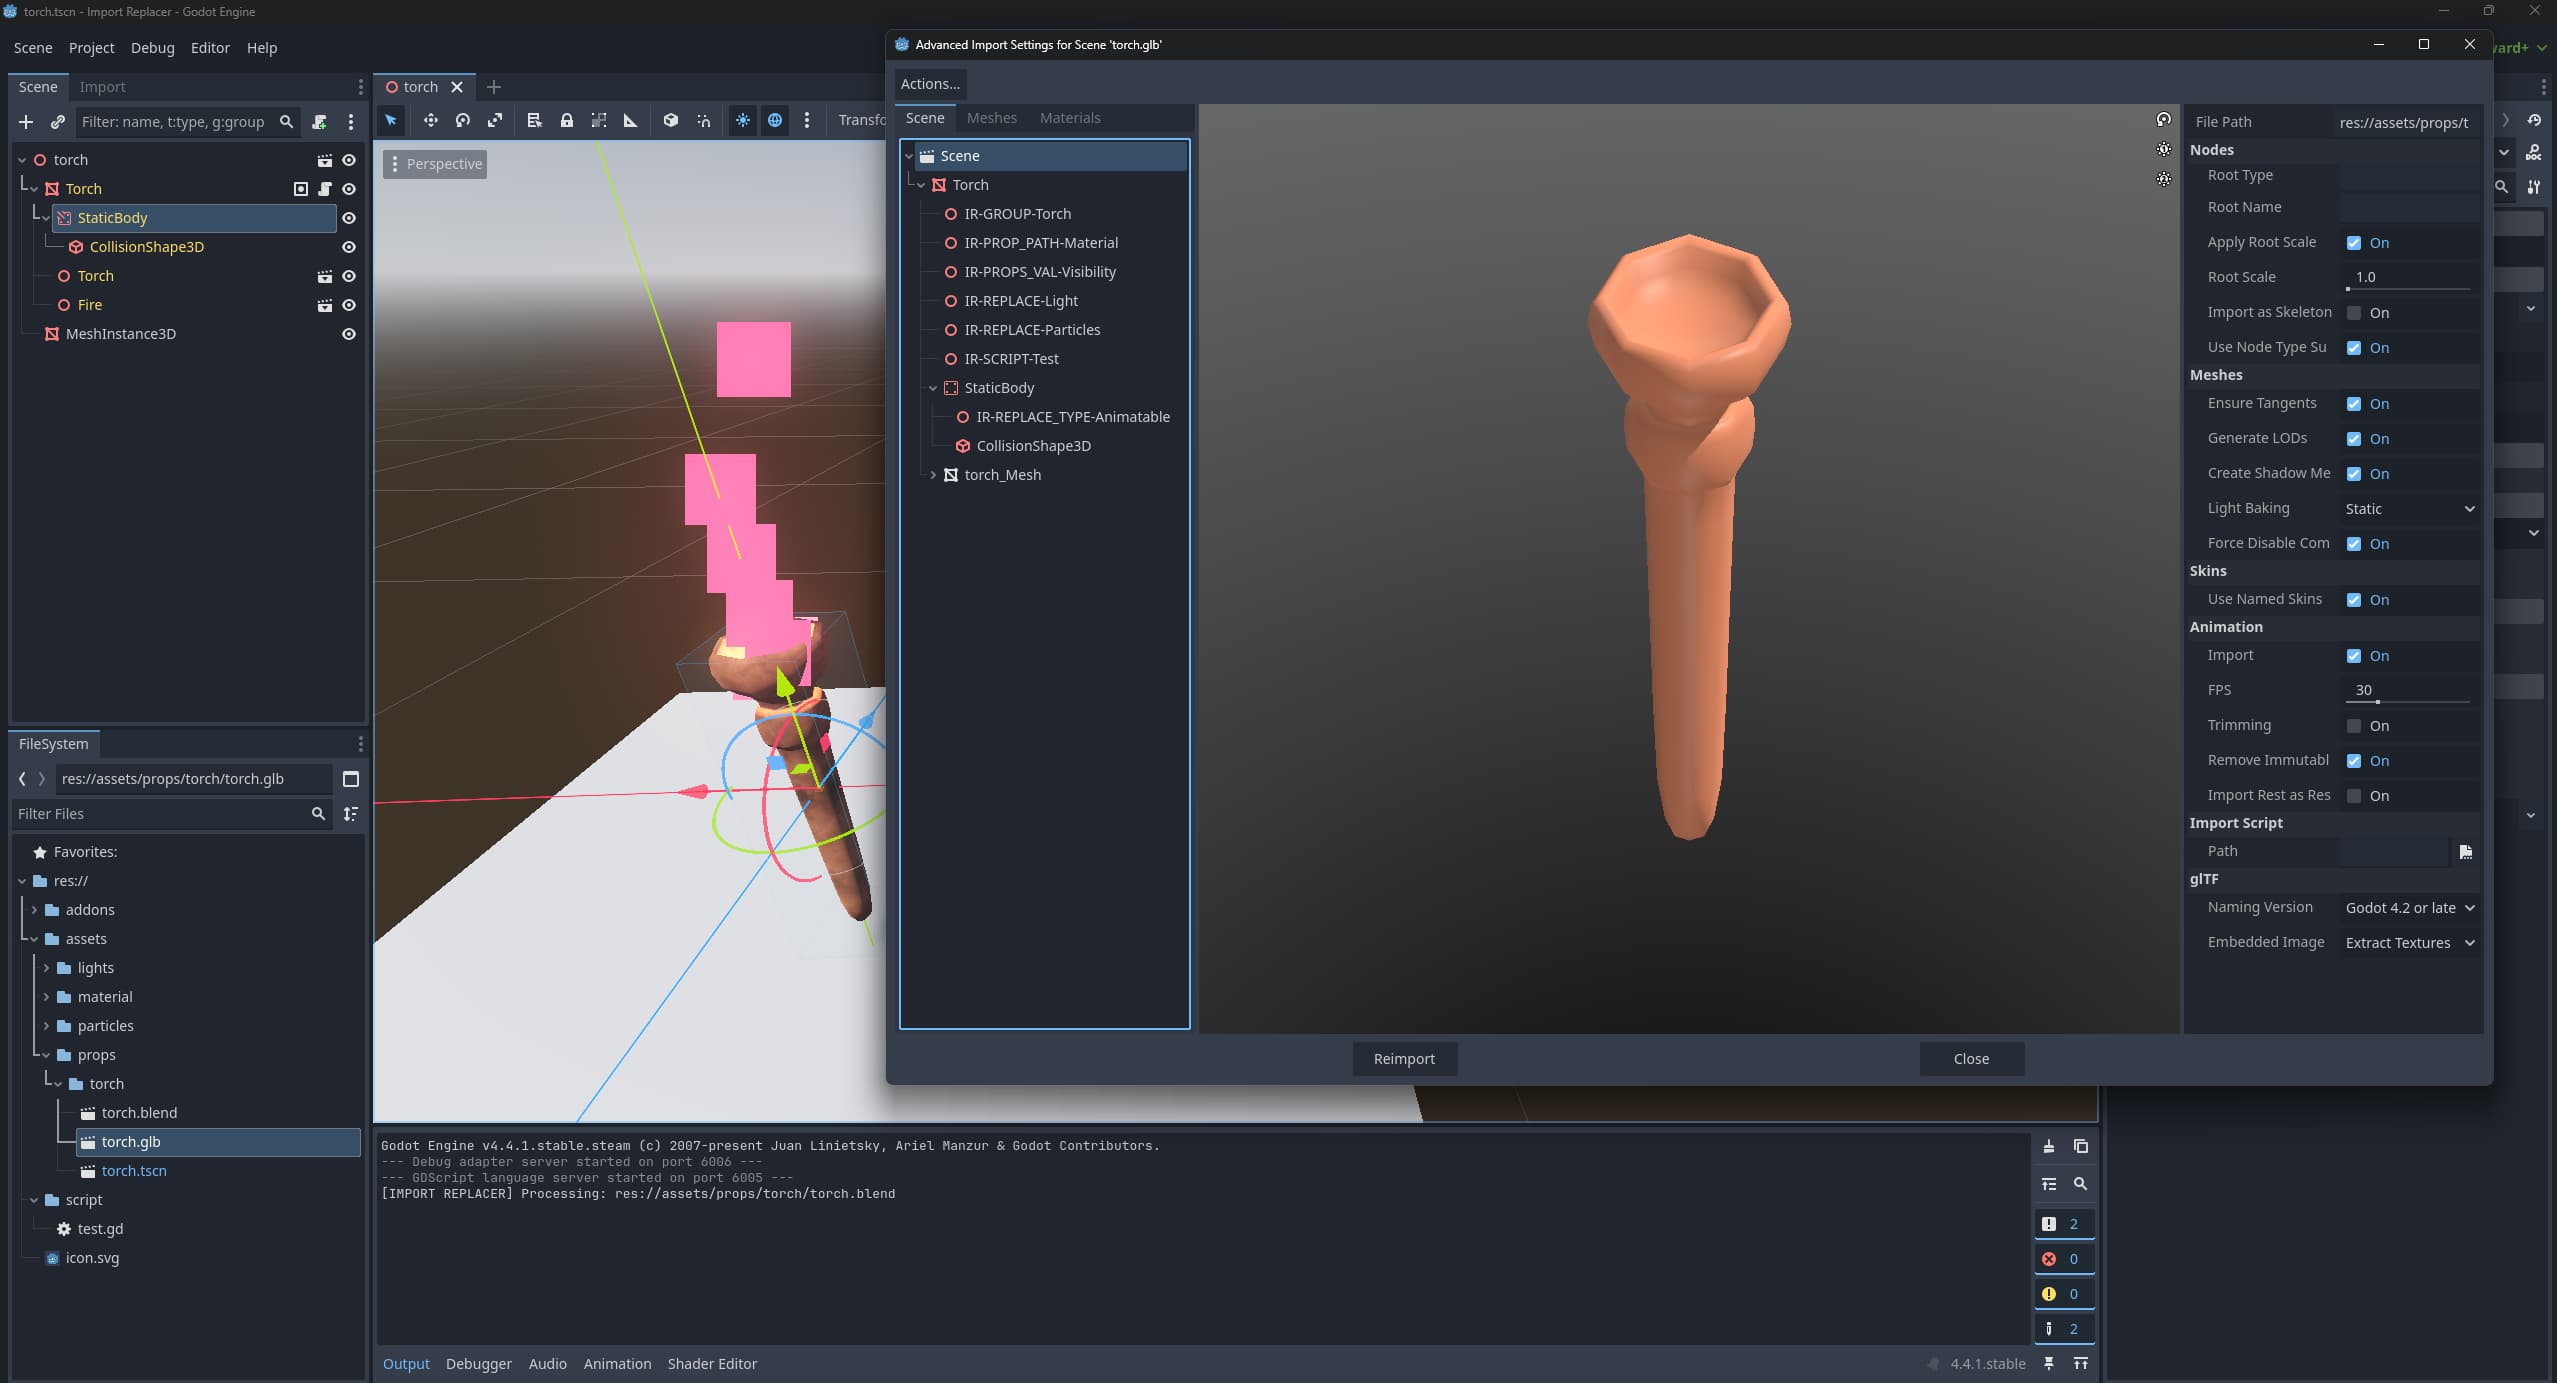 torch.tscn - Import Replacer - Godot Engine
Scene Project Debug Editor Help
Scene Import
Filter: name, t:type, g:group
torch
Torch
StaticBody
CollisionShape3D
Torch
Fire
MeshInstance3D
FileSystem
res://assets/props/torch/torch.glb
Filter Files
Favorites:
res://
addons
assets
lights
material
particles
props
torch
torch.blend
torch.glb
torch.tscn
script
test.gd
icon.svg
torch
Transfo
Perspective
Advanced Import Settings for Scene 'torch.glb'
ward+
Actions...
Scene Meshes Materials
Scene
Torch
IR-GROUP-Torch
IR-PROP_PATH-Material
IR-PROPS_VAL-Visibility
IR-REPLACE-Light
IR-REPLACE-Particles
IR-SCRIPT-Test
StaticBody
IR-REPLACE_TYPE-Animatable
CollisionShape3D
torch_Mesh
File Path res://assets/props/t
Nodes
Root Type
Root Name
Apply Root Scale On
Root Scale 1.0
Import as Skeleton On
Use Node Type Su On
Meshes
Ensure Tangents On
Generate LODs On
Create Shadow Me On
Light Baking Static
Force Disable Com On
Skins
Use Named Skins On
Animation
Import On
FPS 30
Trimming On
Remove Immutabl On
Import Rest as Res On
Import Script
Path
glTF
Naming Version Godot 4.2 or late
Embedded Image Extract Textures
Reimport Close
Godot Engine v4.4.1.stable.steam (c) 2007-present Juan Linietsky, Ariel Manzur & Godot Contributors.
--- Debug adapter server started on port 6006 ---
--- GDScript language server started on port 6005 ---
[IMPORT REPLACER] Processing: res://assets/props/torch/torch.blend
2
0
0
2
Output Debugger Audio Animation Shader Editor
4.4.1.stable